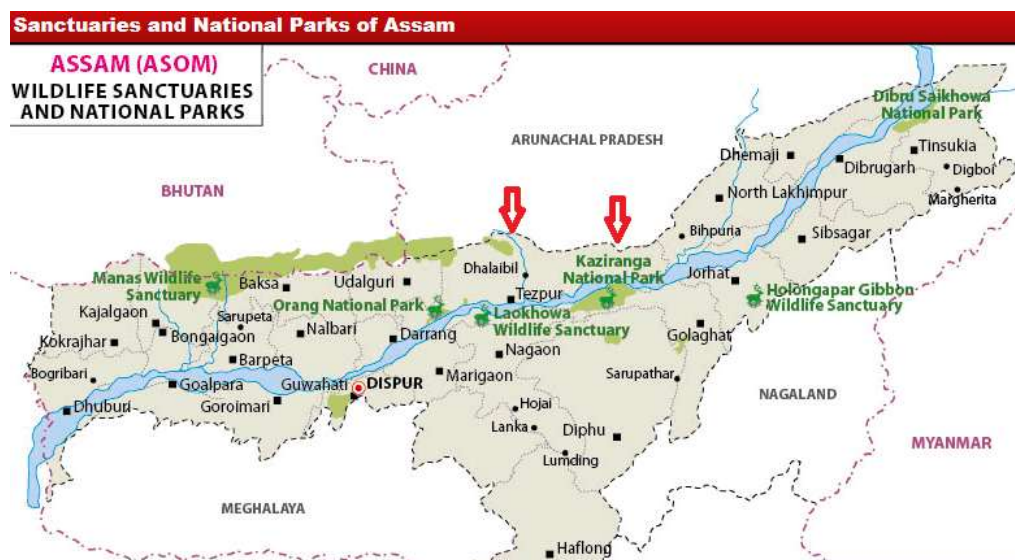 Sanctuaries and National Parks of Assam
ASSAM (ASOM)
WILDLIFE SANCTUARIES
AND NATIONAL PARKS
CHINA
Dibru Saikhowa
National Park
ARUNACHAL PRADESH
Dhemaji
Tinsukia
Dibrugarh
Digboi
BHUTAN
North Lakhimpur
Margherita
Bihpuria
Sibsagar
Dhalaibil
Kaziranga
National Park
Manas Wildlife
Sanctuary
Baksa
Udalguri
Jorhat
Tezpur
Holongapar Gibbon
Wildlife Sanctuary
Orang National Park
Kajalgaon
Sarupeta
Laokhowa
Wildlife Sanctuary
Bongaigaon
Nalbari
Darrang
Golaghat
Kokrajhar
Nagaon
Barpeta
Bogribari
Goalpara
Guwahati
DISPUR
Marigaon
Sarupathar
Dhuburi
Goroimari
Hojai
NAGALAND
Lanka
Diphu
MYANMAR
Lumding
MEGHALAYA
Haflong